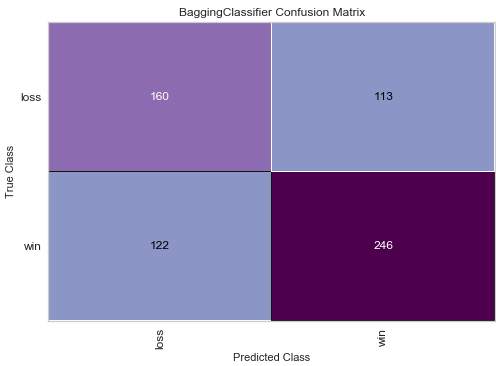 BaggingClassifier Confusion Matrix
True Class
loss
160
113
win
122
246
loss
win
Predicted Class